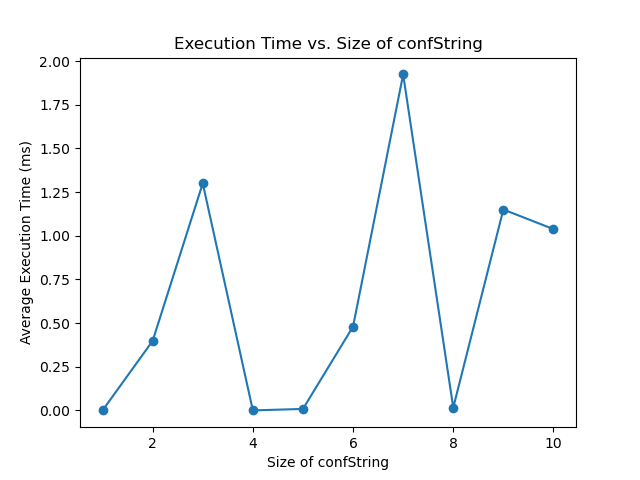 Execution Time vs. Size of confString
Average Execution Time (ms)
2.00
1.75
1.50
1.25
1.00
0.75
0.50
0.25
0.00
2 4 6 8 10
Size of confString